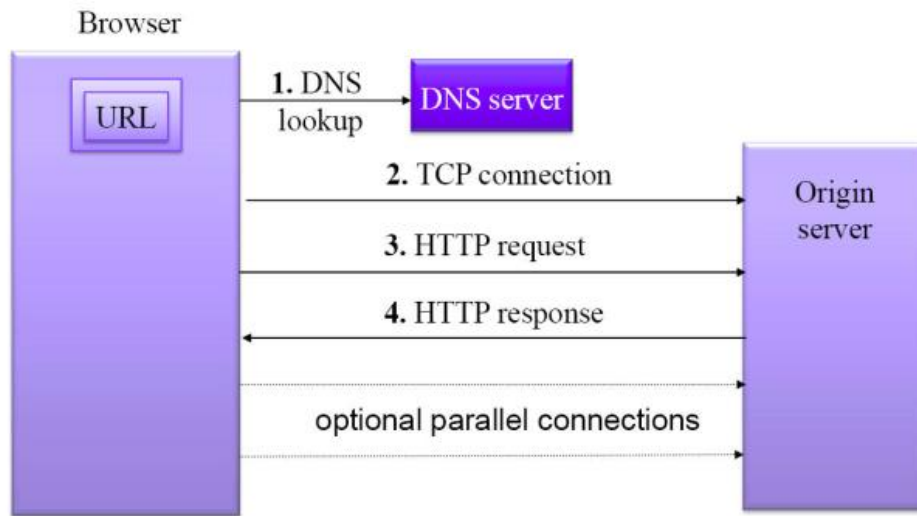 Browser
URL
1. DNS
lookup
DNS server
2. TCP connection
Origin
server
3. HTTP request
4. HTTP response
optional parallel connections